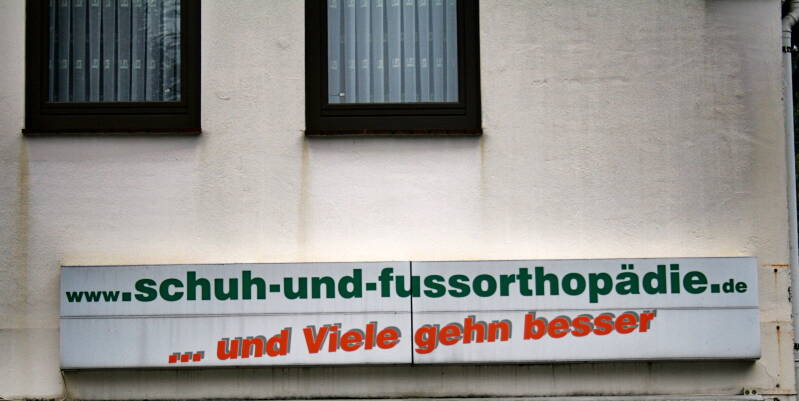 www.schuh-und-fussorthopädie.de
... und Viele gehn besser